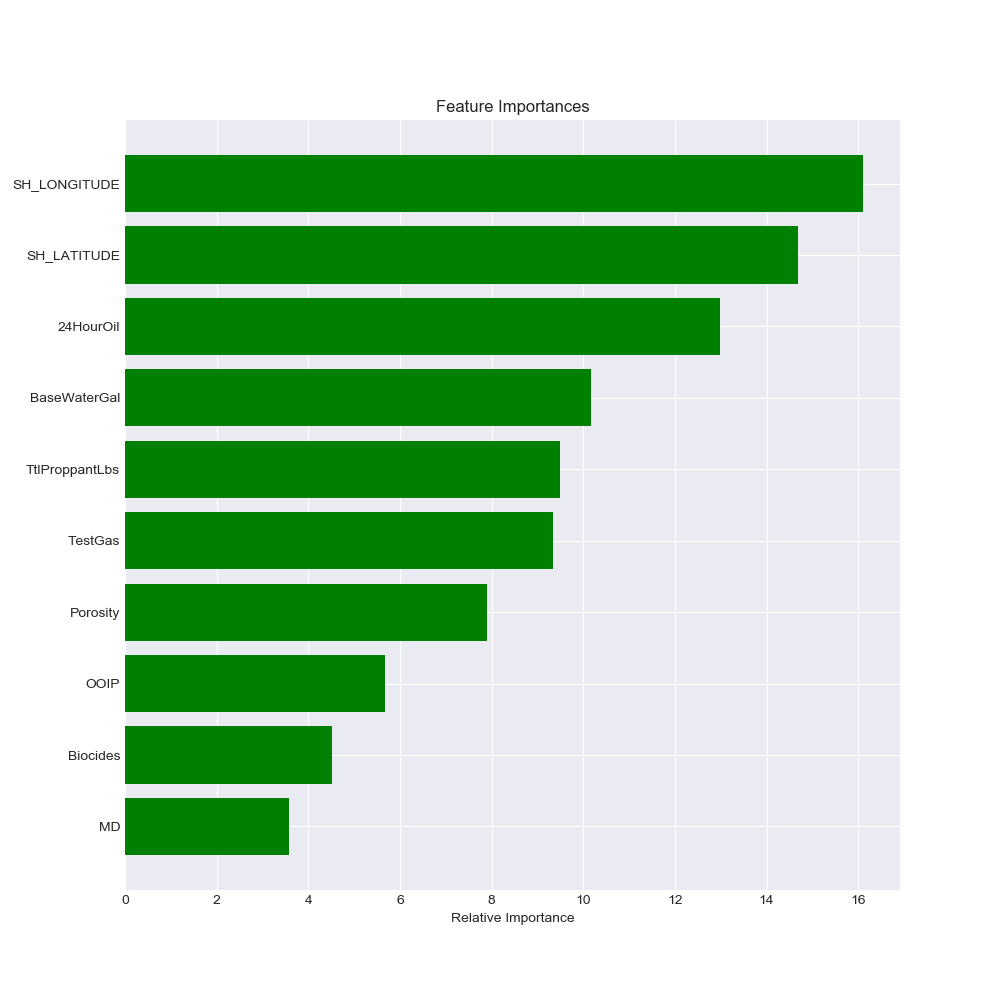 Feature Importances
SH_LONGITUDE
SH_LATITUDE
24HourOil
BaseWaterGal
TtlProppantLbs
TestGas
Porosity
OOIP
Biocides
MD
0 2 4 6 8 10 12 14 16
Relative Importance